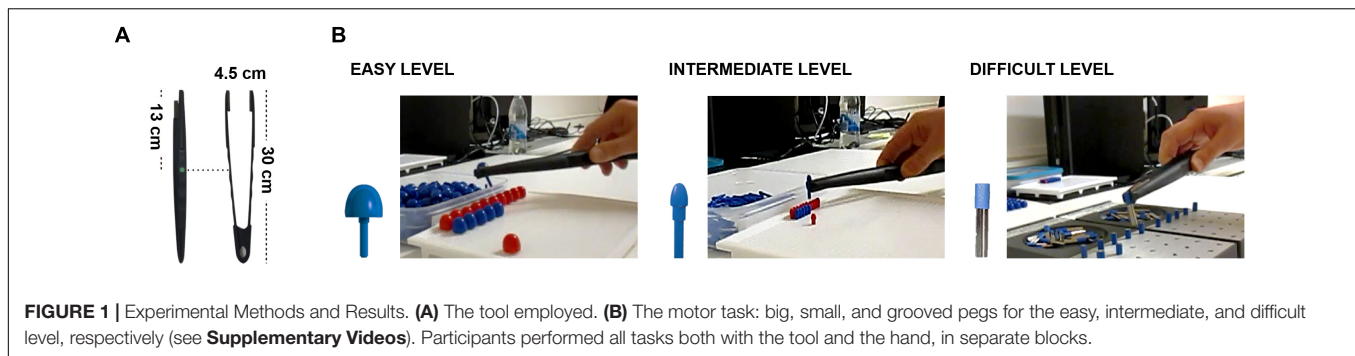 A
B
4.5 cm
EASY LEVEL
INTERMEDIATE LEVEL
DIFFICULT LEVEL
13 cm
30 cm
FIGURE 1 | Experimental Methods and Results. (A) The tool employed. (B) The motor task: big, small, and grooved pegs for the easy, intermediate, and difficult
level, respectively (see Supplementary Videos). Participants performed all tasks both with the tool and the hand, in separate blocks.